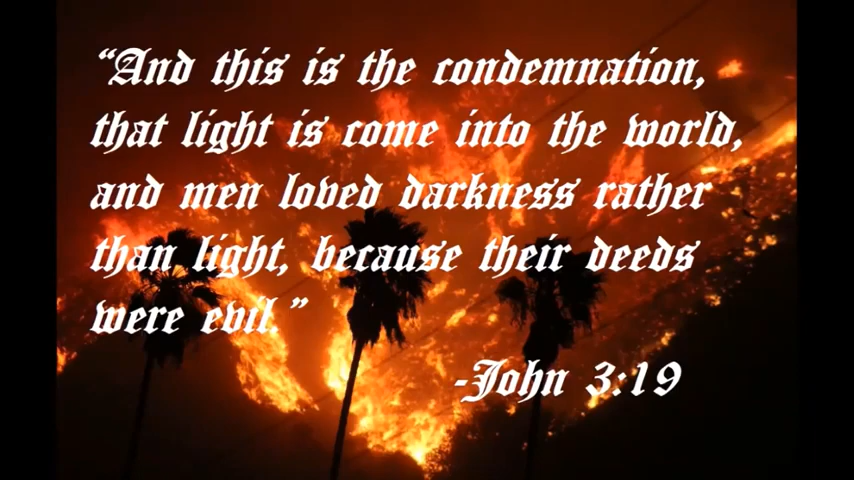 “And this is the condemnation,
that light is come into the world,
and men loved darkness rather
than light, because their deeds
were evil.”
-John 3:19